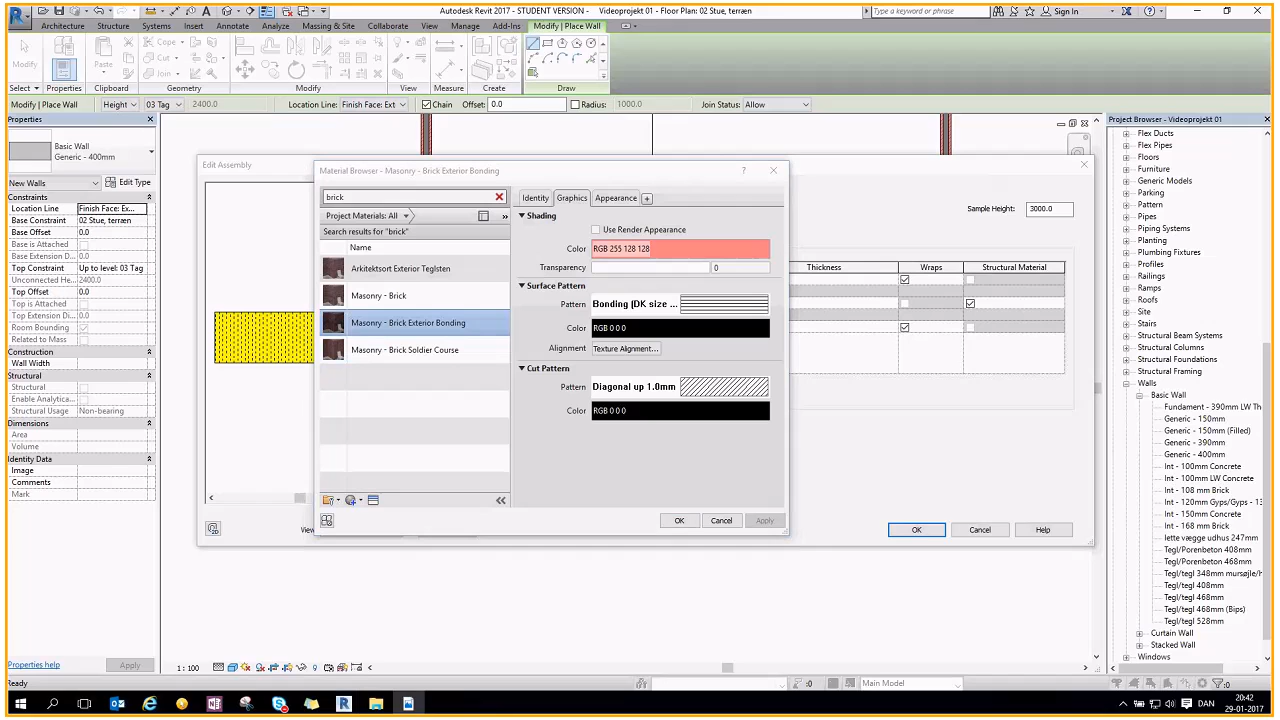 Autodesk Revit 2017 - STUDENT VERSION - Videoprojekt 01 - Floor Plan: 02 Stue, terræn
Type a keyword or phrase
Sign In
Architecture Structure Systems Insert Annotate Analyze Massing & Site Collaborate View Manage Add-Ins Modify | Place Wall
Modify Paste Cope Cut Join
Select Properties Clipboard Geometry Modify View Measure Create Draw
Modify | Place Wall Height 03 Tag 2400.0 Location Line: Finish Face: Ext Chain Offset: 0.0 Radius: 1000.0 Join Status: Allow
Properties
Basic Wall
Generic - 400mm
New Walls Edit Type
Constraints
Location Line Finish Face: Ex...
Base Constraint 02 Stue, terræn
Base Offset 0.0
Base is Attached
Base Extension D
Top Constraint Up to level: 03 Tag
Unconnected He 2400.0
Top Offset 0.0
Top is Attached
Top Extension Di 0.0
Room Bounding
Related to Mass
Construction
Wall Width
Structural
Structural
Enable Analytica
Structural Usage Non-bearing
Dimensions
Area
Volume
Identity Data
Image
Comments
Mark
Properties help Apply
Edit Assembly
Sample Height: 3000.0
Thickness Wraps Structural Material
OK Cancel Help
Material Browser - Masonry - Brick Exterior Bonding
brick
Project Materials: All
Search results for "brick"
Name
Arkitektsort Exterior Teglsten
Masonry - Brick
Masonry - Brick Exterior Bonding
Masonry - Brick Soldier Course
Identity Graphics Appearance
Shading
Use Render Appearance
Color RGB 255 128 128
Transparency 0
Surface Pattern
Pattern Bonding (DK size ...
Color RGB 0 0 0
Alignment Texture Alignment...
Cut Pattern
Pattern Diagonal up 1.0mm
Color RGB 0 0 0
OK Cancel Apply
Project Browser - Videoprojekt 01
Flex Ducts
Flex Pipes
Floors
Furniture
Generic Models
Parking
Pattern
Pipes
Piping Systems
Planting
Plumbing Fixtures
Profiles
Railings
Ramps
Roofs
Site
Stairs
Structural Beam Systems
Structural Columns
Structural Foundations
Structural Framing
Walls
Basic Wall
Fundament - 390mm LW Th
Generic - 150mm
Generic - 150mm (Filled)
Generic - 390mm
Generic - 400mm
Int - 100mm Concrete
Int - 100mm LW Concrete
Int - 108 mm Brick
Int - 120mm Gyps/Gyps - 13
Int - 150mm Concrete
Int - 168 mm Brick
lette vægge udhus 247mm
Tegl/Porenbeton 408mm
Tegl/Porenbeton 468mm
Tegl/tegl 348mm mursøjle/h
Tegl/tegl 408mm
Tegl/tegl 468mm
Tegl/tegl 468mm (Bips)
Tegl/tegl 528mm
Curtain Wall
Stacked Wall
Windows
1 : 100
Ready :0 Main Model :0
DAN 20:42
29-01-2017